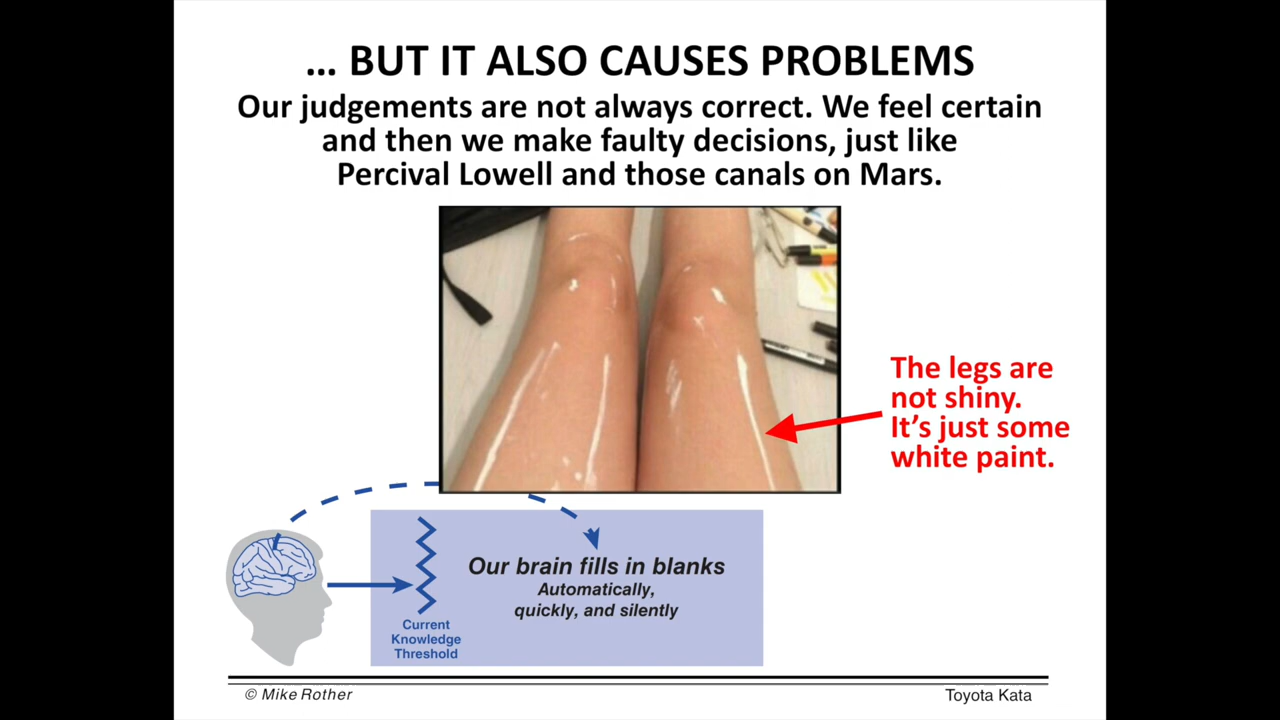 ... BUT IT ALSO CAUSES PROBLEMS
Our judgements are not always correct. We feel certain
and then we make faulty decisions, just like
Percival Lowell and those canals on Mars.
The legs are
not shiny.
It's just some
white paint.
Our brain fills in blanks
Automatically,
quickly, and silently
Current
Knowledge
Threshold
© Mike Rother
Toyota Kata